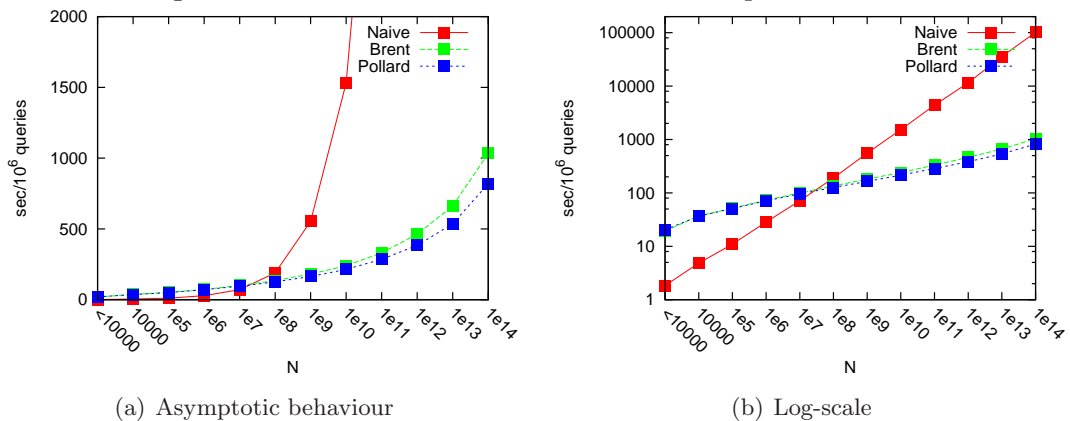 2000
1500
1000
500
0
sec/10^6 queries
Naive
Brent
Pollard
<10000
10000
1e5
1e6
1e7
1e8
1e9
1e10
1e11
1e12
1e13
1e14
N
(a) Asymptotic behaviour
100000
10000
1000
100
10
1
sec/10^6 queries
Naive
Brent
Pollard
<10000
10000
1e5
1e6
1e7
1e8
1e9
1e10
1e11
1e12
1e13
1e14
N
(b) Log-scale